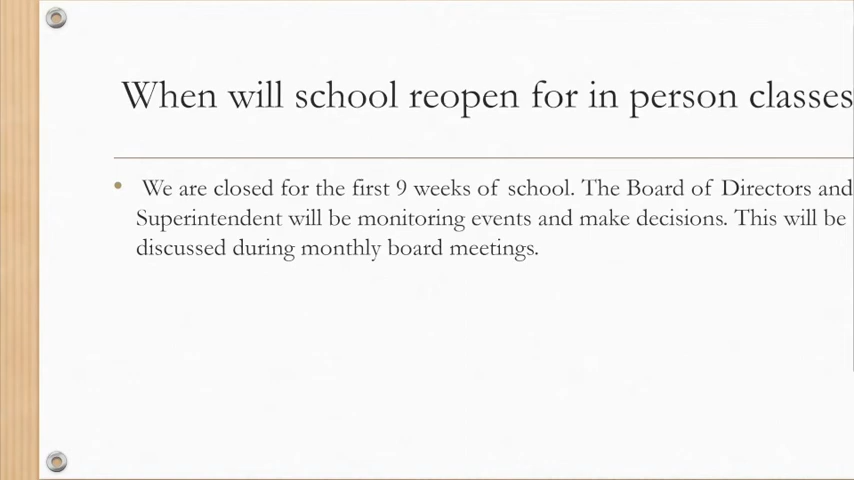 When will school reopen for in person classes
• We are closed for the first 9 weeks of school. The Board of Directors and
Superintendent will be monitoring events and make decisions. This will be
discussed during monthly board meetings.